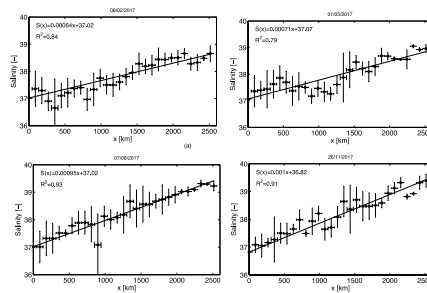 08/02/2017
S(x)=0.00064x+37.02
R²=0.84
Salinity [–]
40
39
38
37
36
0 500 1000 1500 2000 2500
x [km]
(a)
01/05/2017
S(x)=0.00071x+37.07
R²=0.79
Salinity [–]
40
39
38
37
36
0 500 1000 1500 2000 2500
x [km]
07/08/2017
S(x)=0.00095x+37.02
R²=0.93
Salinity [–]
40
39
38
37
36
0 500 1000 1500 2000 2500
x [km]
26/11/2017
S(x)=0.001x+36.82
R²=0.91
Salinity [–]
40
39
38
37
36
0 500 1000 1500 2000 2500
x [km]